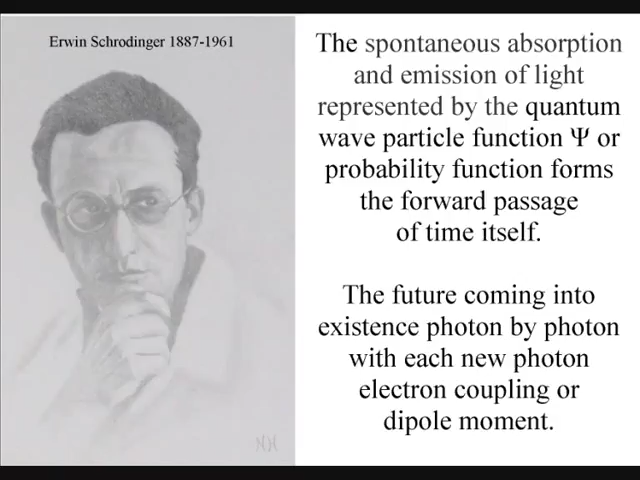 Erwin Schrodinger 1887-1961
The spontaneous absorption
and emission of light
represented by the quantum
wave particle function Ψ or
probability function forms
the forward passage
of time itself.
The future coming into
existence photon by photon
with each new photon
electron coupling or
dipole moment.